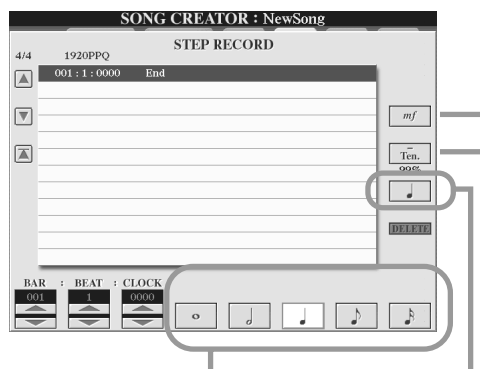 SONG CREATOR : NewSong
STEP RECORD
4/4 1920PPQ
001 : 1 : 0000 End
mf
Ten.
99%
DELETE
BAR : BEAT : CLOCK
001 1 0000